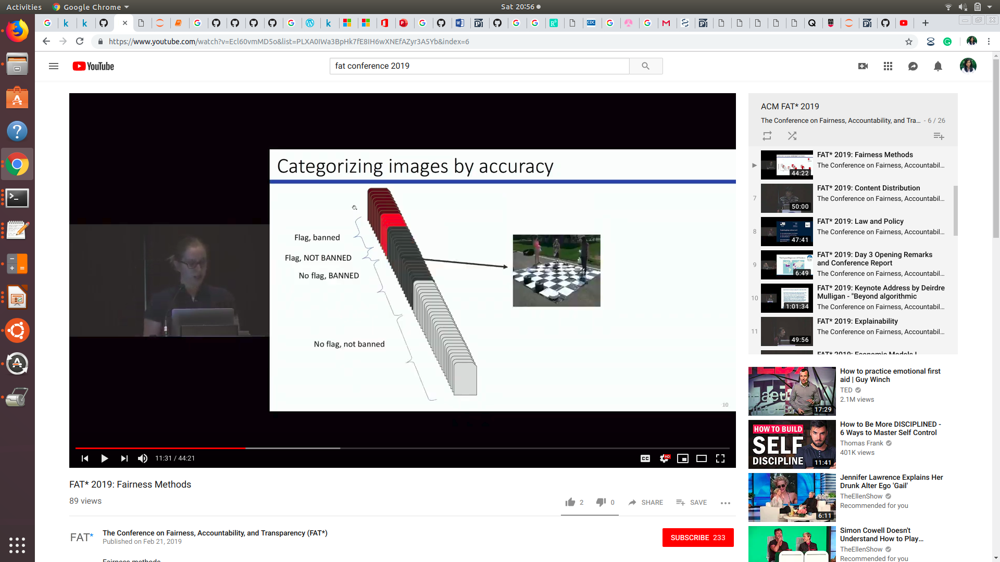 Activities
Google Chrome
Sat 20:56
https://www.youtube.com/watch?v=Ecl60vmMD5o&list=PLXA0IWa3BpHk7fE8IH6wXNEfAZyr3A5Yb&index=6
YouTube
fat conference 2019
Categorizing images by accuracy
Flag, banned
Flag, NOT BANNED
No flag, BANNED
No flag, not banned
10
11:31 / 44:21
CC
HD
FAT* 2019: Fairness Methods
89 views
2
0
SHARE
SAVE
FAT*
The Conference on Fairness, Accountability, and Transparency (FAT*)
Published on Feb 21, 2019
SUBSCRIBE 233
Fairness methods
ACM FAT* 2019
The Conference on Fairness, Accountability, and Tra... - 6 / 26
FAT* 2019: Fairness Methods
The Conference on Fairness, Accountabil...
44:22
7
FAT* 2019: Content Distribution
The Conference on Fairness, Accountabil...
50:00
8
FAT* 2019: Law and Policy
The Conference on Fairness, Accountabil...
47:41
9
FAT* 2019: Day 3 Opening Remarks
and Conference Report
The Conference on Fairness, Accountabil...
6:49
10
FAT* 2019: Keynote Address by Deirdre
Mulligan - "Beyond algorithmic
The Conference on Fairness, Accountabil...
1:01:34
11
FAT* 2019: Explainability
The Conference on Fairness, Accountabil...
49:56
FAT* 2019: Economic Models I
How to practice emotional first
aid | Guy Winch
TED
2.1M views
17:29
How to Be More DISCIPLINED -
6 Ways to Master Self Control
Thomas Frank
401K views
HOW TO BUILD
SELF
DISCIPLINE
11:41
Jennifer Lawrence Explains Her
Drunk Alter Ego 'Gail'
TheEllenShow
Recommended for you
6:11
Simon Cowell Doesn't
Understand How to Play...
TheEllenShow
Recommended for you